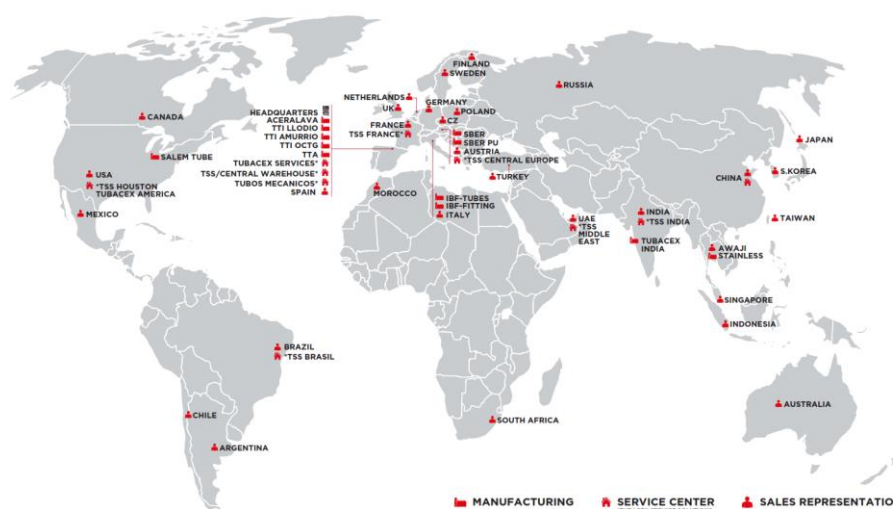 FINLAND
SWEDEN
RUSSIA
NETHERLANDS
GERMANY
UK
POLAND
CANADA
HEADQUARTERS
ACERALAVA
TTI LLODIO
TTI AMURRIO
TTI OCTG
TTA
TUBACEX SERVICES*
TSS/CENTRAL WAREHOUSE*
TUBOS MECANICOS*
SPAIN
FRANCE
TSS FRANCE*
CZ
SBER
SBER PU
AUSTRIA
*TSS CENTRAL EUROPE
TURKEY
JAPAN
SALEM TUBE
USA
*TSS HOUSTON
TUBACEX AMERICA
MEXICO
MOROCCO
IBF-TUBES
IBF-FITTING
ITALY
CHINA
S.KOREA
UAE
*TSS
MIDDLE
EAST
INDIA
*TSS INDIA
TAIWAN
TUBACEX
INDIA
AWAJI
STAINLESS
SINGAPORE
INDONESIA
BRAZIL
*TSS BRASIL
CHILE
ARGENTINA
SOUTH AFRICA
AUSTRALIA
MANUFACTURING
SERVICE CENTER
SALES REPRESENTATIO